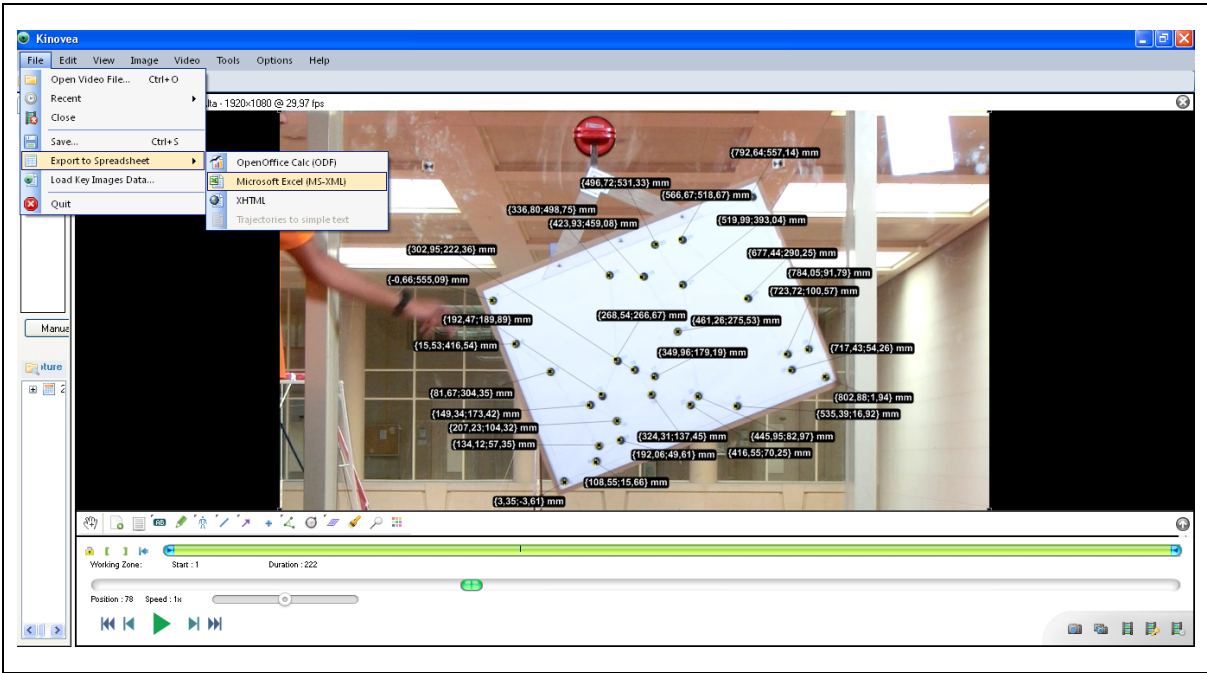 Kinovea
File Edit View Image Video Tools Options Help
Open Video File... Ctrl+O
Recent
Close
Save... Ctrl+S
Export to Spreadsheet
Load Key Images Data...
Quit
OpenOffice Calc (ODF)
Microsoft Excel (MS-XML)
XHTML
Trajectories to simple text
lta - 1920×1080 @ 29,97 fps
{792,64;557,14} mm
{496,72;531,33} mm
{566,67;518,67} mm
{336,80;498,75} mm
{519,99;393,04} mm
{423,93;459,08} mm
{302,95;222,36} mm
{677,44;290,25} mm
{-0,66;555,09} mm
{784,05;91,79} mm
{723,72;100,57} mm
{192,47;189,89} mm
{268,54;266,67} mm
{461,26;275,53} mm
{15,53;416,54} mm
{349,96;179,19} mm
{717,43;54,26} mm
{81,67;304,35} mm
{802,88;1,94} mm
{149,34;173,42} mm
{535,39;16,92} mm
{207,23;104,32} mm
{134,12;57,35} mm
{324,31;137,45} mm
{445,95;82,97} mm
{192,06;49,61} mm
{416,55;70,25} mm
{108,55;15,66} mm
{3,35;-3,61} mm
Manua
pture
2
Working Zone: Start : 1 Duration : 222
Position : 78 Speed : 1x